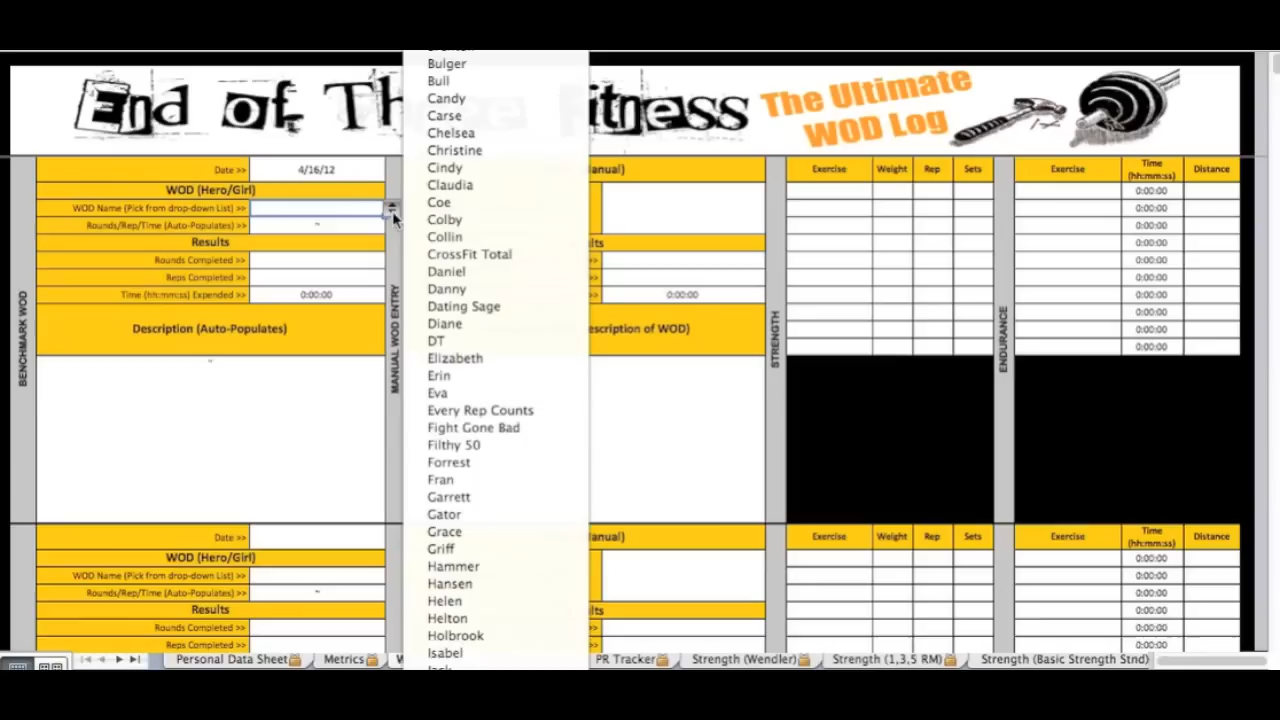 End of Th
itness
The Ultimate
WOD Log
Date >>
4/16/12
WOD (Hero/Girl)
WOD Name (Pick from drop-down List) >>
Rounds/Rep/Time (Auto-Populates) >>
~
Results
Rounds Completed >>
Reps Completed >>
Time (hh:mm:ss) Expended >>
0:00:00
Description (Auto-Populates)
~
BENCHMARK WOD
MANUAL WOD ENTRY
Bulger
Bull
Candy
Carse
Chelsea
Christine
Cindy
Claudia
Coe
Colby
Collin
CrossFit Total
Daniel
Danny
Dating Sage
Diane
DT
Elizabeth
Erin
Eva
Every Rep Counts
Fight Gone Bad
Filthy 50
Forrest
Fran
Garrett
Gator
Grace
Griff
Hammer
Hansen
Helen
Helton
Holbrook
Isabel
anual)
lts
>>
>>
0:00:00
escription of WOD)
STRENGTH
Exercise Weight Rep Sets
ENDURANCE
Exercise Time (hh:mm:ss) Distance
0:00:00
0:00:00
0:00:00
0:00:00
0:00:00
0:00:00
0:00:00
0:00:00
0:00:00
0:00:00
Date >>
WOD (Hero/Girl)
WOD Name (Pick from drop-down List) >>
Rounds/Rep/Time (Auto-Populates) >>
~
Results
Rounds Completed >>
Reps Completed >>
anual)
lts
>>
>>
Exercise Weight Rep Sets
Exercise Time (hh:mm:ss) Distance
0:00:00
0:00:00
0:00:00
0:00:00
0:00:00
0:00:00
Personal Data Sheet
Metrics
W
PR Tracker
Strength (Wendler)
Strength (1,3,5 RM)
Strength (Basic Strength Stnd)